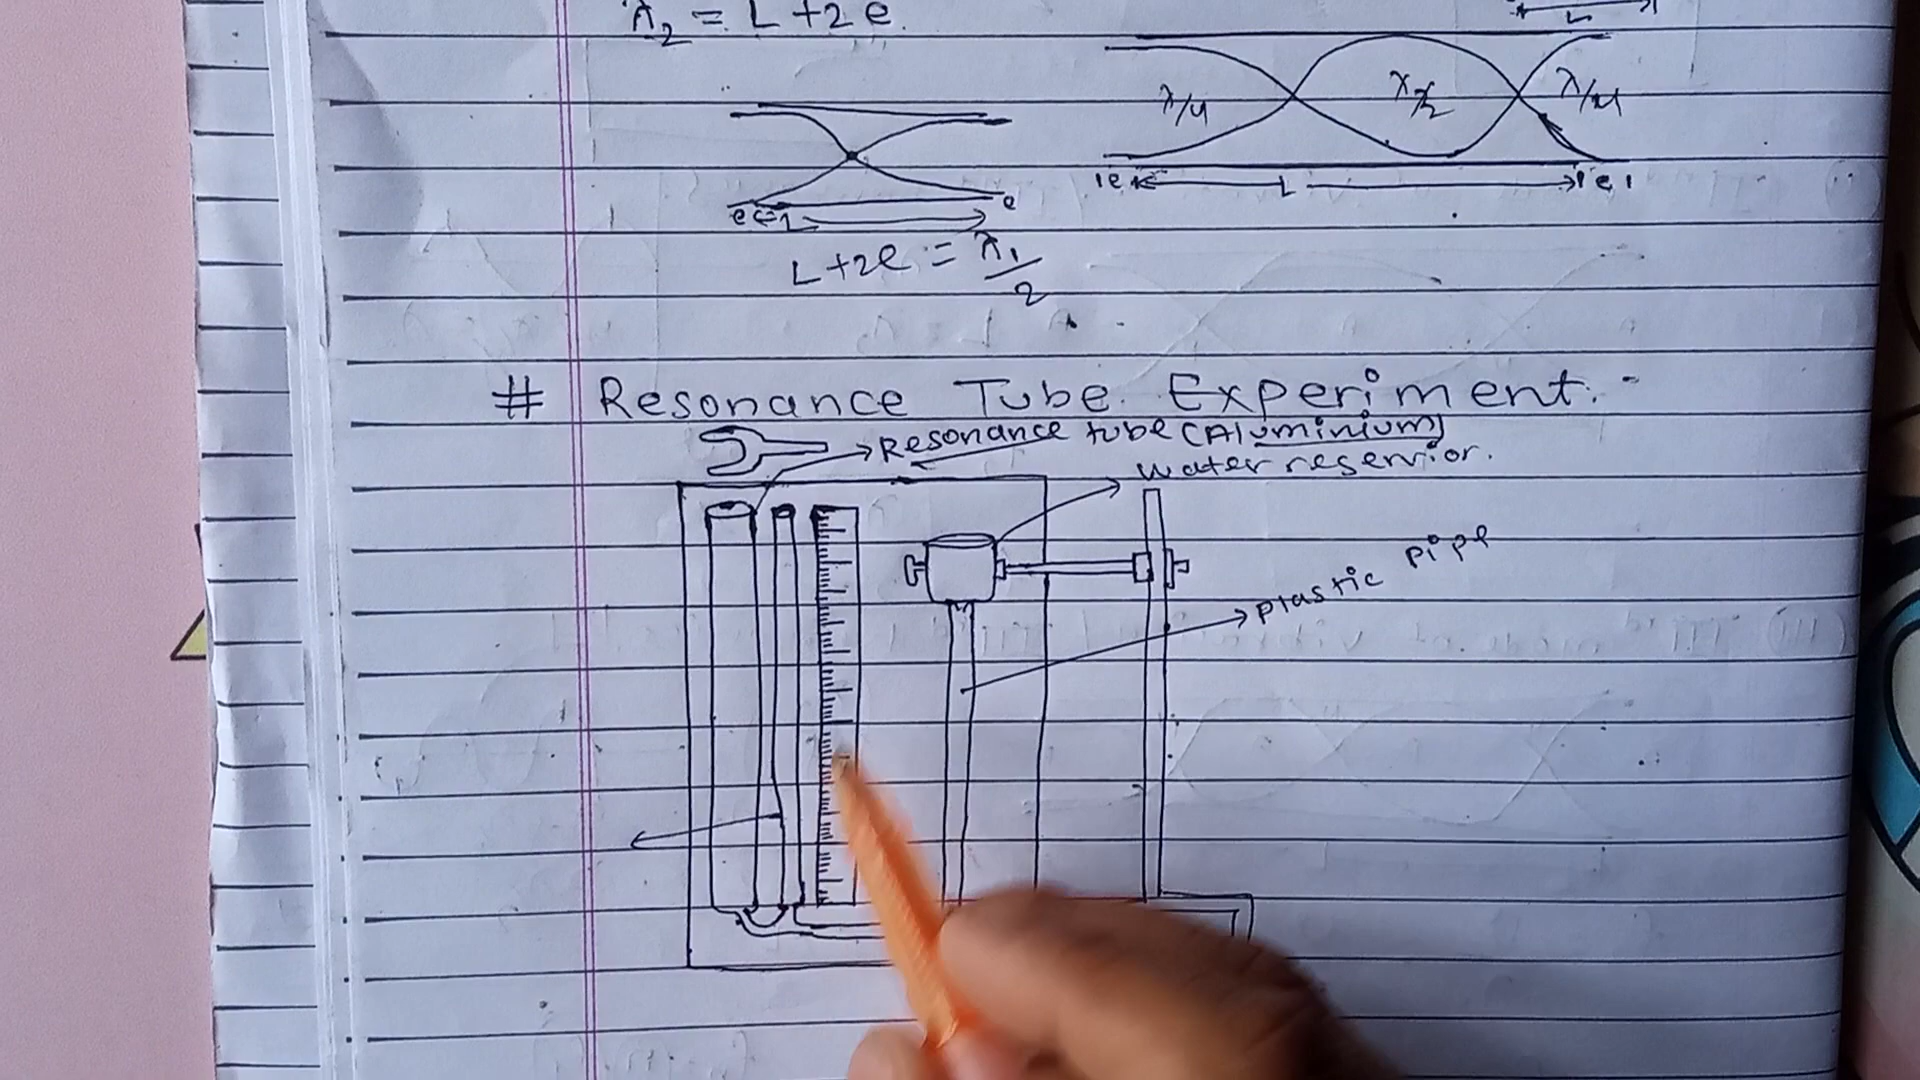 λ₂ = L + 2e
L
λ/4 λ/2 λ/4
e L e
e L e
L + 2e = λ₁/2
# Resonance Tube Experiment:-
Resonance tube (Aluminium)
water reservior.
plastic pipe